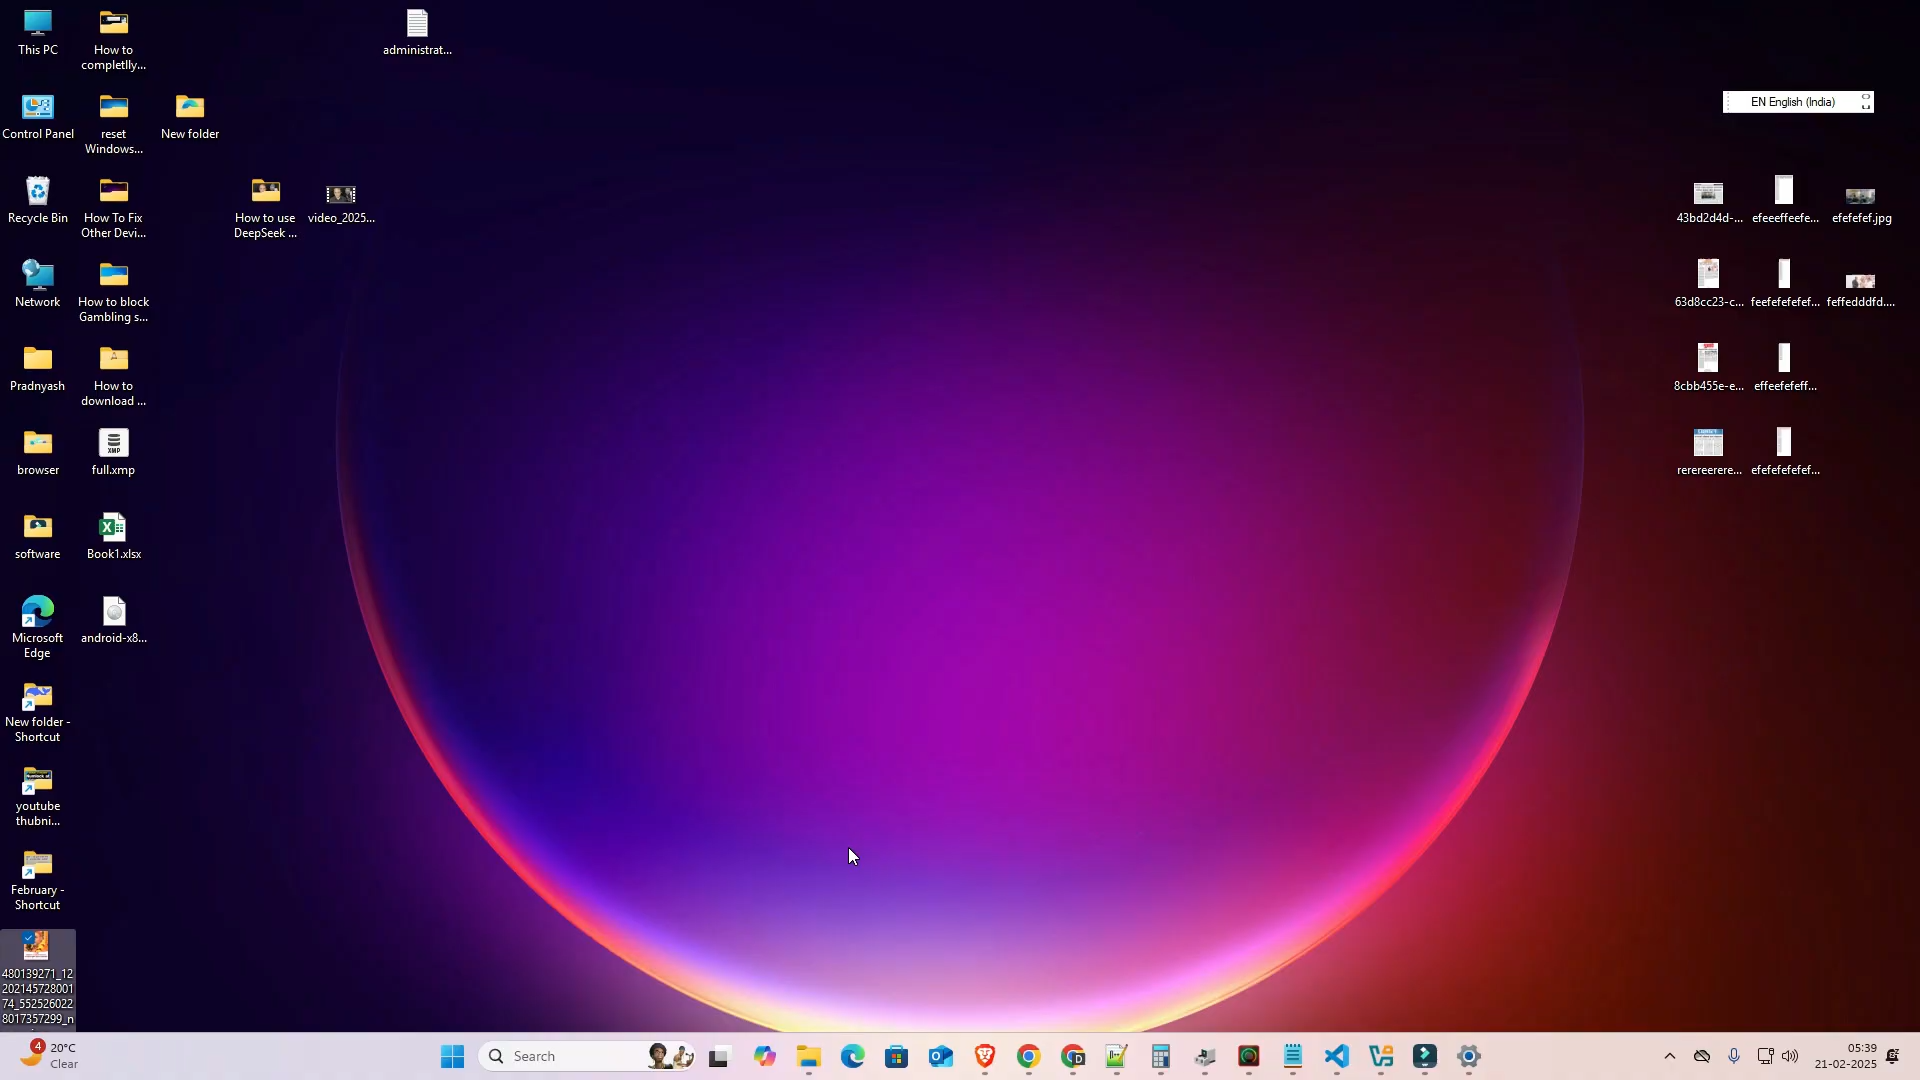 This PC
How to
completlly...
administrat...
EN English (India)
Control Panel
reset
Windows...
New folder
Recycle Bin
How To Fix
Other Devi...
How to use
DeepSeek ...
video_2025...
43bd2d4d-...
efeeeffeefe...
efefefef.jpg
Network
How to block
Gambling s...
63d8cc23-c...
feefefefefef...
feffedddfd....
Pradnyash
How to
download ...
8cbb455e-e...
effeefefeff...
browser
full.xmp
rerereerere...
efefefefefef...
software
Book1.xlsx
Microsoft
Edge
android-x8...
New folder -
Shortcut
youtube
thubni...
February -
Shortcut
480139271_12
202145728001
74_552526022
8017357299_n
4
20°C
Clear
Search
05:39
21-02-2025